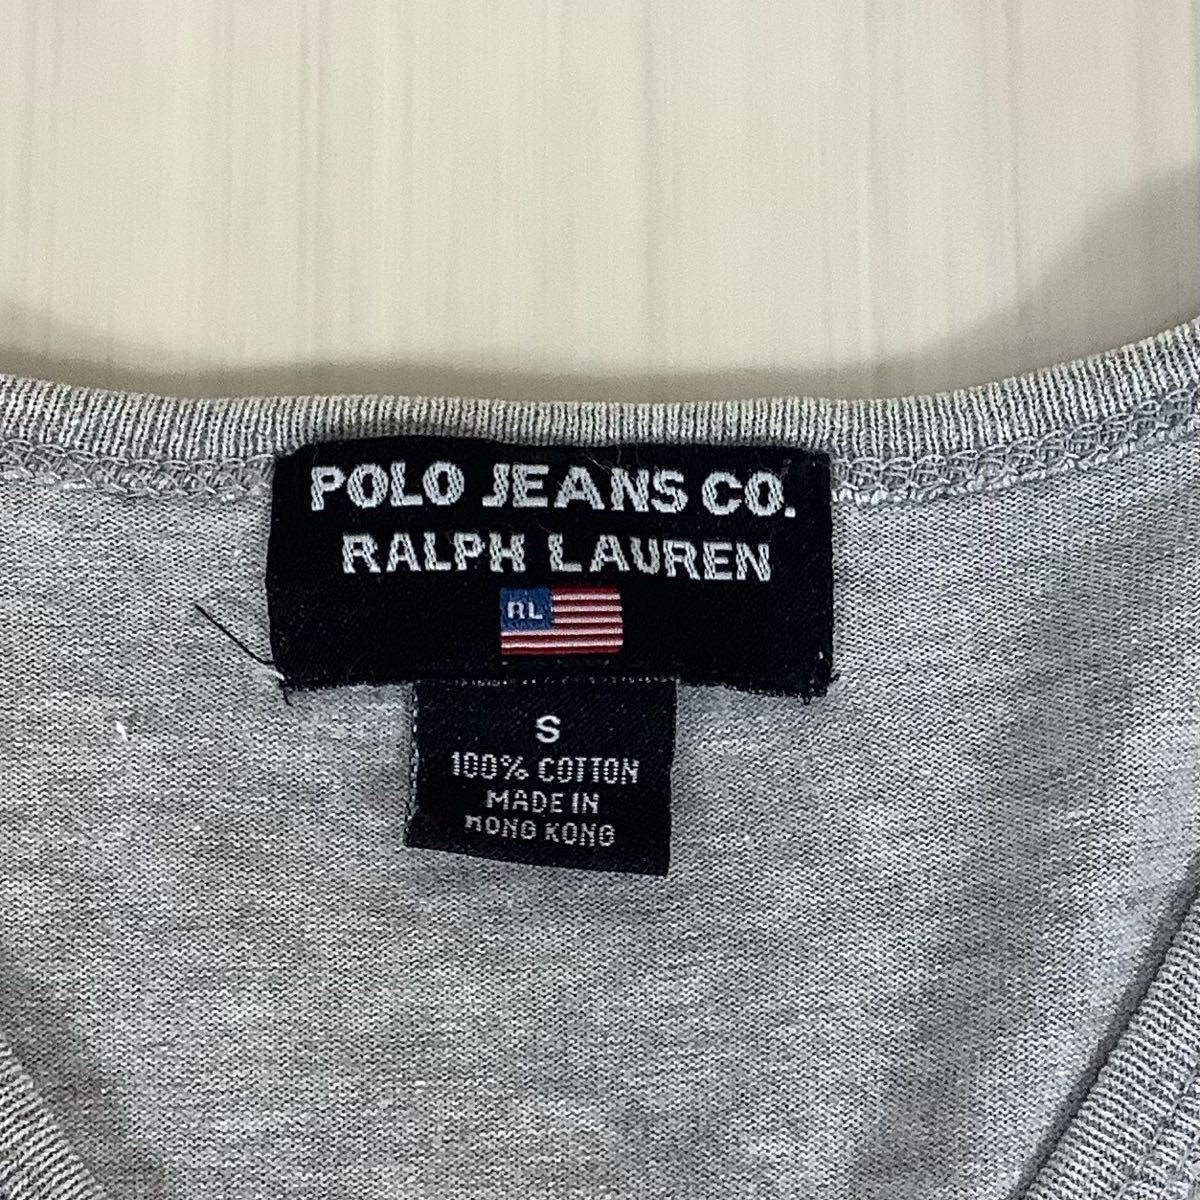 POLO JEANS CO.
RALPH LAUREN
RL
S
100% COTTON
MADE IN
HONG KONG